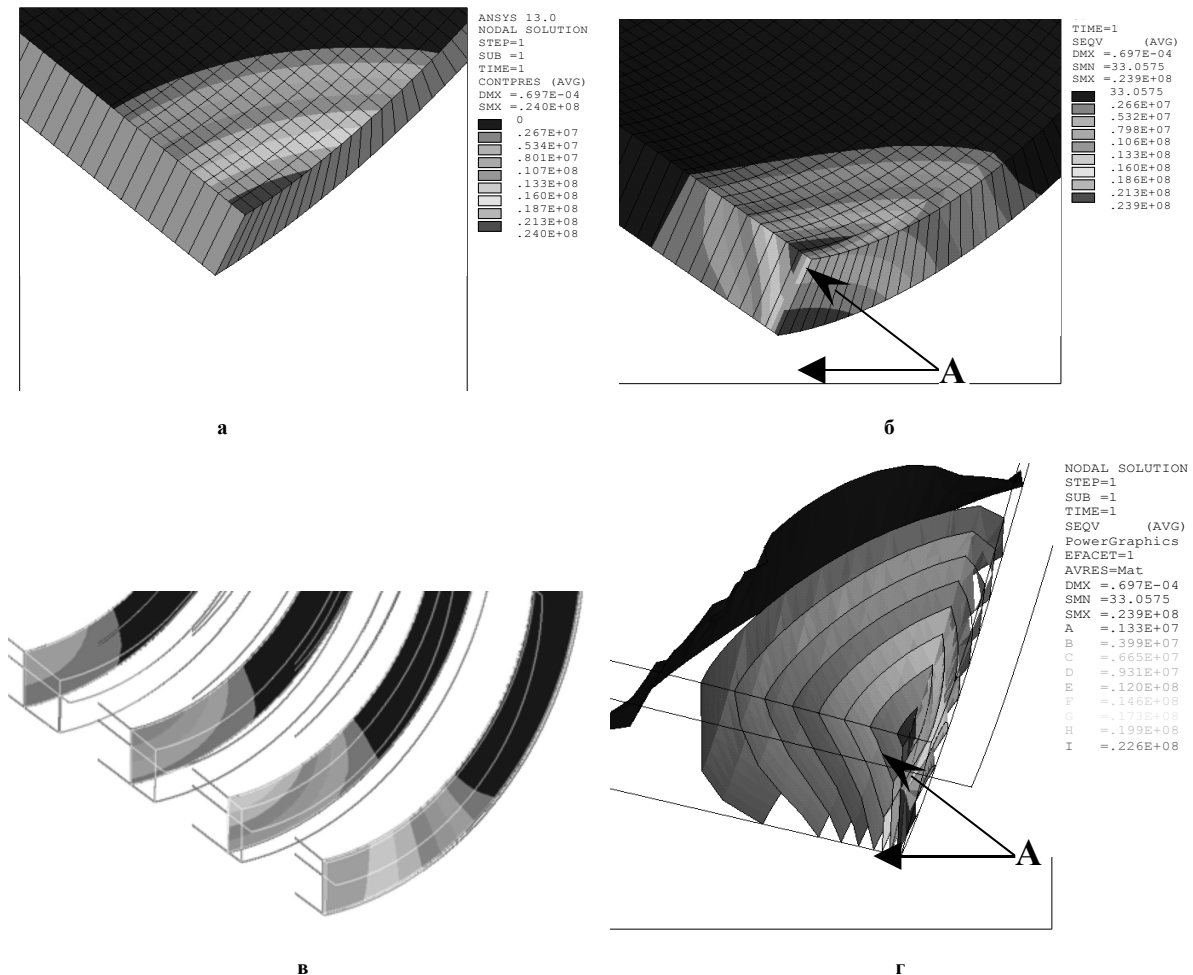 ANSYS 13.0
NODAL SOLUTION
STEP=1
SUB =1
TIME=1
CONTPRES (AVG)
DMX =.697E-04
SMX =.240E+08
0
.267E+07
.534E+07
.801E+07
.107E+08
.133E+08
.160E+08
.187E+08
.213E+08
.240E+08
а
TIME=1
SEQV (AVG)
DMX =.697E-04
SMN =33.0575
SMX =.239E+08
33.0575
.266E+07
.532E+07
.798E+07
.106E+08
.133E+08
.160E+08
.186E+08
.213E+08
.239E+08
A
б
в
NODAL SOLUTION
STEP=1
SUB =1
TIME=1
SEQV (AVG)
PowerGraphics
EFACET=1
AVRES=Mat
DMX =.697E-04
SMN =33.0575
SMX =.239E+08
A =.133E+07
B =.399E+07
C =.665E+07
D =.931E+07
E =.120E+08
F =.146E+08
G =.173E+08
H =.199E+08
I =.226E+08
A
г